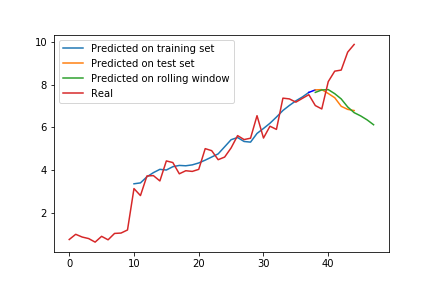 10
Predicted on training set
Predicted on test set
Predicted on rolling window
Real
8
6
4
2
0 10 20 30 40